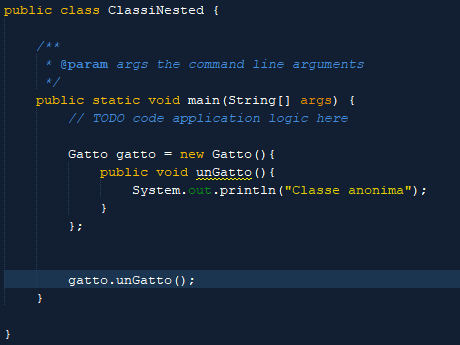 public class ClassiNested {
/**
* @param args the command line arguments
*/
public static void main(String[] args) {
// TODO code application logic here
Gatto gatto = new Gatto(){
public void unGatto(){
System.out.println("Classe anonima");
}
};
gatto.unGatto();
}
}